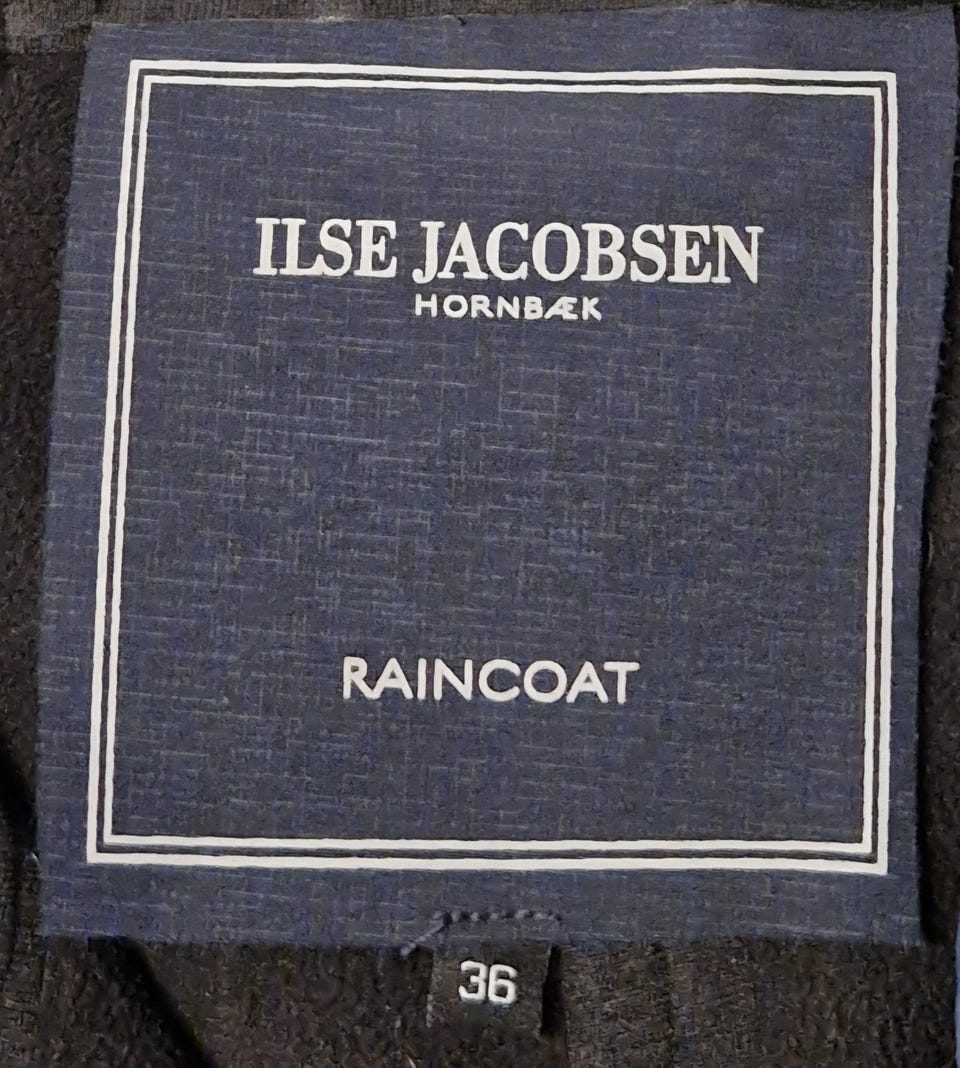 ILSE JACOBSEN
HORNBÆK
RAINCOAT
36